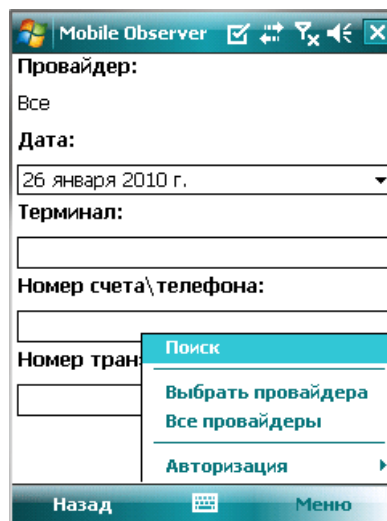 Mobile Observer
Провайдер:
Все
Дата:
26 января 2010 г.
Терминал:
Номер счета\телефона:
Номер тран
Поиск
Выбрать провайдера
Все провайдеры
Авторизация
Назад
Меню